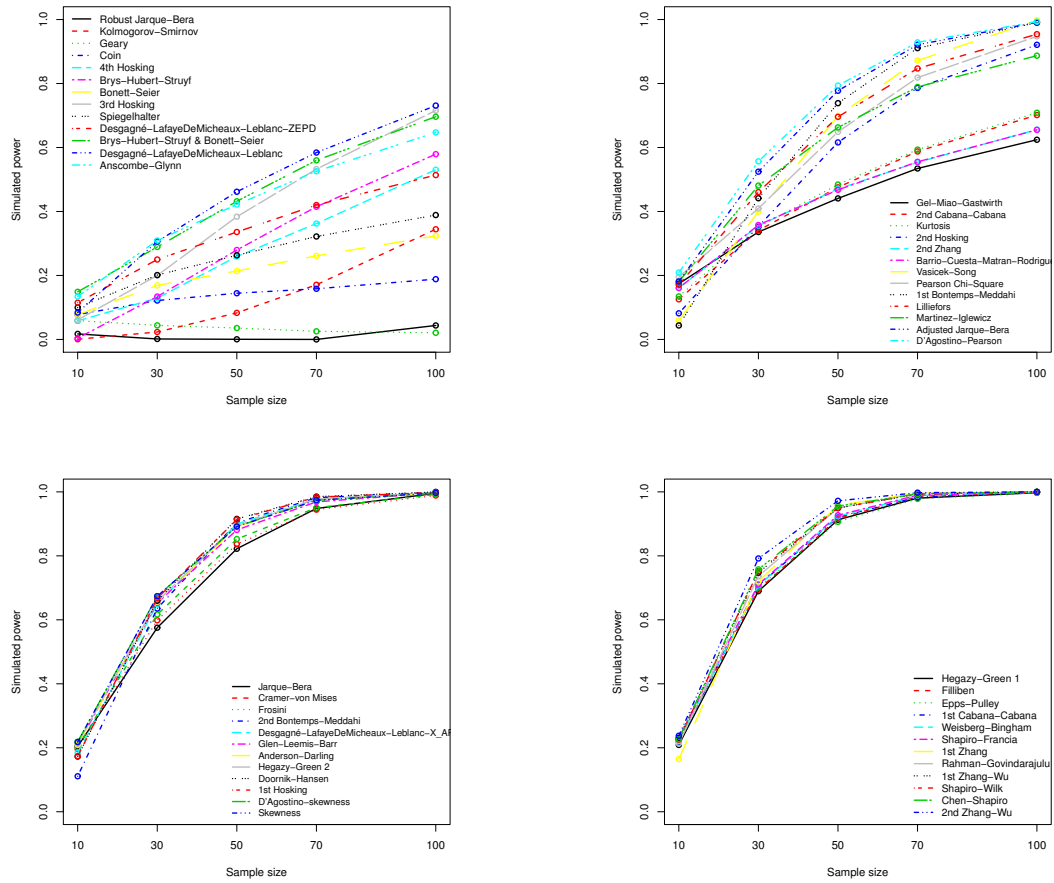 1.0
0.8
0.6
0.4
0.2
0.0
Simulated power
Robust Jarque−Bera
Kolmogorov−Smirnov
Geary
Coin
4th Hosking
Brys−Hubert−Struyf
Bonett−Seier
3rd Hosking
Spiegelhalter
Desgagné−LafayeDeMicheaux−Leblanc−ZEPD
Brys−Hubert−Struyf & Bonett−Seier
Desgagné−LafayeDeMicheaux−Leblanc
Anscombe−Glynn
10 30 50 70 100
Sample size
1.0
0.8
0.6
0.4
0.2
0.0
Simulated power
Gel−Miao−Gastwirth
2nd Cabana−Cabana
Kurtosis
2nd Hosking
2nd Zhang
Barrio−Cuesta−Matran−Rodrigue
Vasicek−Song
Pearson Chi−Square
1st Bontemps−Meddahi
Lilliefors
Martinez−Iglewicz
Adjusted Jarque−Bera
D'Agostino−Pearson
10 30 50 70 100
Sample size
1.0
0.8
0.6
0.4
0.2
0.0
Simulated power
Jarque−Bera
Cramer−von Mises
Frosini
2nd Bontemps−Meddahi
Desgagné−LafayeDeMicheaux−Leblanc−X_AF
Glen−Leemis−Barr
Anderson−Darling
Hegazy−Green 2
Doornik−Hansen
1st Hosking
D'Agostino−skewness
Skewness
10 30 50 70 100
Sample size
1.0
0.8
0.6
0.4
0.2
0.0
Simulated power
Hegazy−Green 1
Filliben
Epps−Pulley
1st Cabana−Cabana
Weisberg−Bingham
Shapiro−Francia
1st Zhang
Rahman−Govindarajulu
1st Zhang−Wu
Shapiro−Wilk
Chen−Shapiro
2nd Zhang−Wu
10 30 50 70 100
Sample size